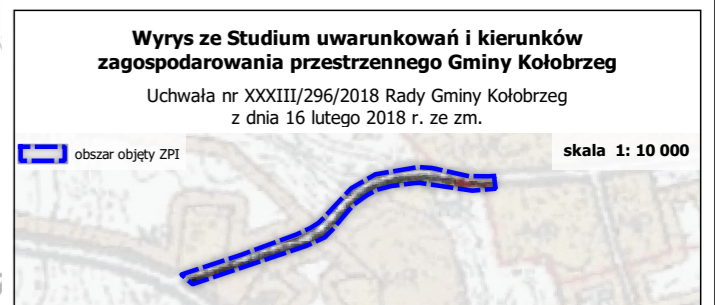 Wyrys ze Studium uwarunkowań i kierunków
zagospodarowania przestrzennego Gminy Kołobrzeg
Uchwała nr XXXIII/296/2018 Rady Gminy Kołobrzeg
z dnia 16 lutego 2018 r. ze zm.
obszar objęty ZPI
skala 1: 10 000